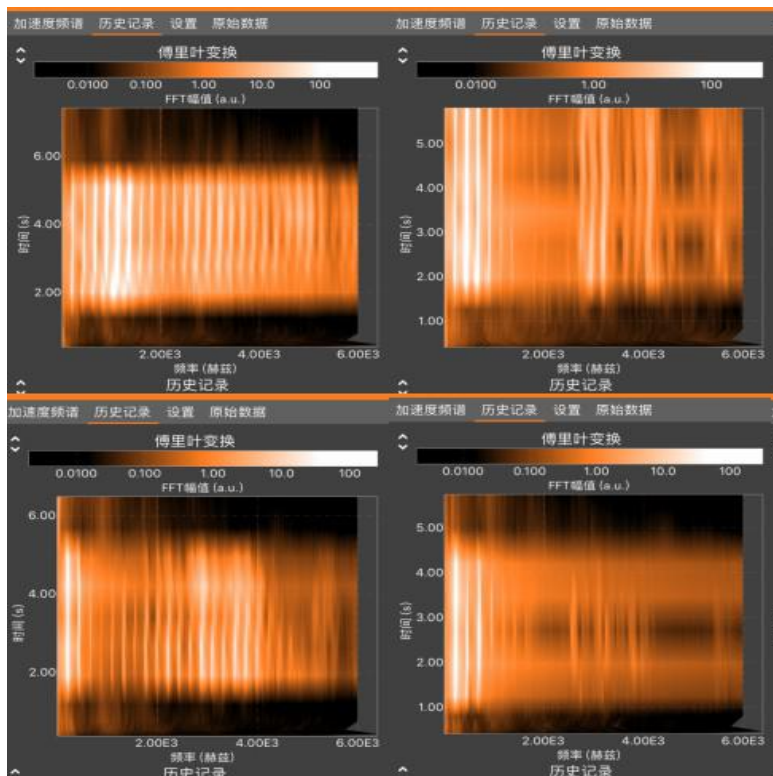 加速度频谱 历史记录 设置 原始数据
傅里叶变换
0.0100 0.100 1.00 10.0 100
FFT幅值 (a.u.)
6.00
4.00
2.00
时间 (s)
2.00E3 4.00E3 6.00E3
频率 (赫兹)
历史记录
加速度频谱 历史记录 设置 原始数据
傅里叶变换
0.0100 1.00 100
FFT幅值 (a.u.)
5.00
4.00
3.00
2.00
1.00
时间 (s)
2.00E3 4.00E3 6.00E3
频率 (赫兹)
历史记录
加速度频谱 历史记录 设置 原始数据
傅里叶变换
0.0100 0.100 1.00 10.0 100
FFT幅值 (a.u.)
6.00
4.00
2.00
时间 (s)
2.00E3 4.00E3 6.00E3
频率 (赫兹)
历史记录
加速度频谱 历史记录 设置 原始数据
傅里叶变换
0.0100 0.100 1.00 10.0 100
FFT幅值 (a.u.)
5.00
4.00
3.00
2.00
1.00
时间 (s)
2.00E3 4.00E3 6.00E3
频率 (赫兹)
历史记录